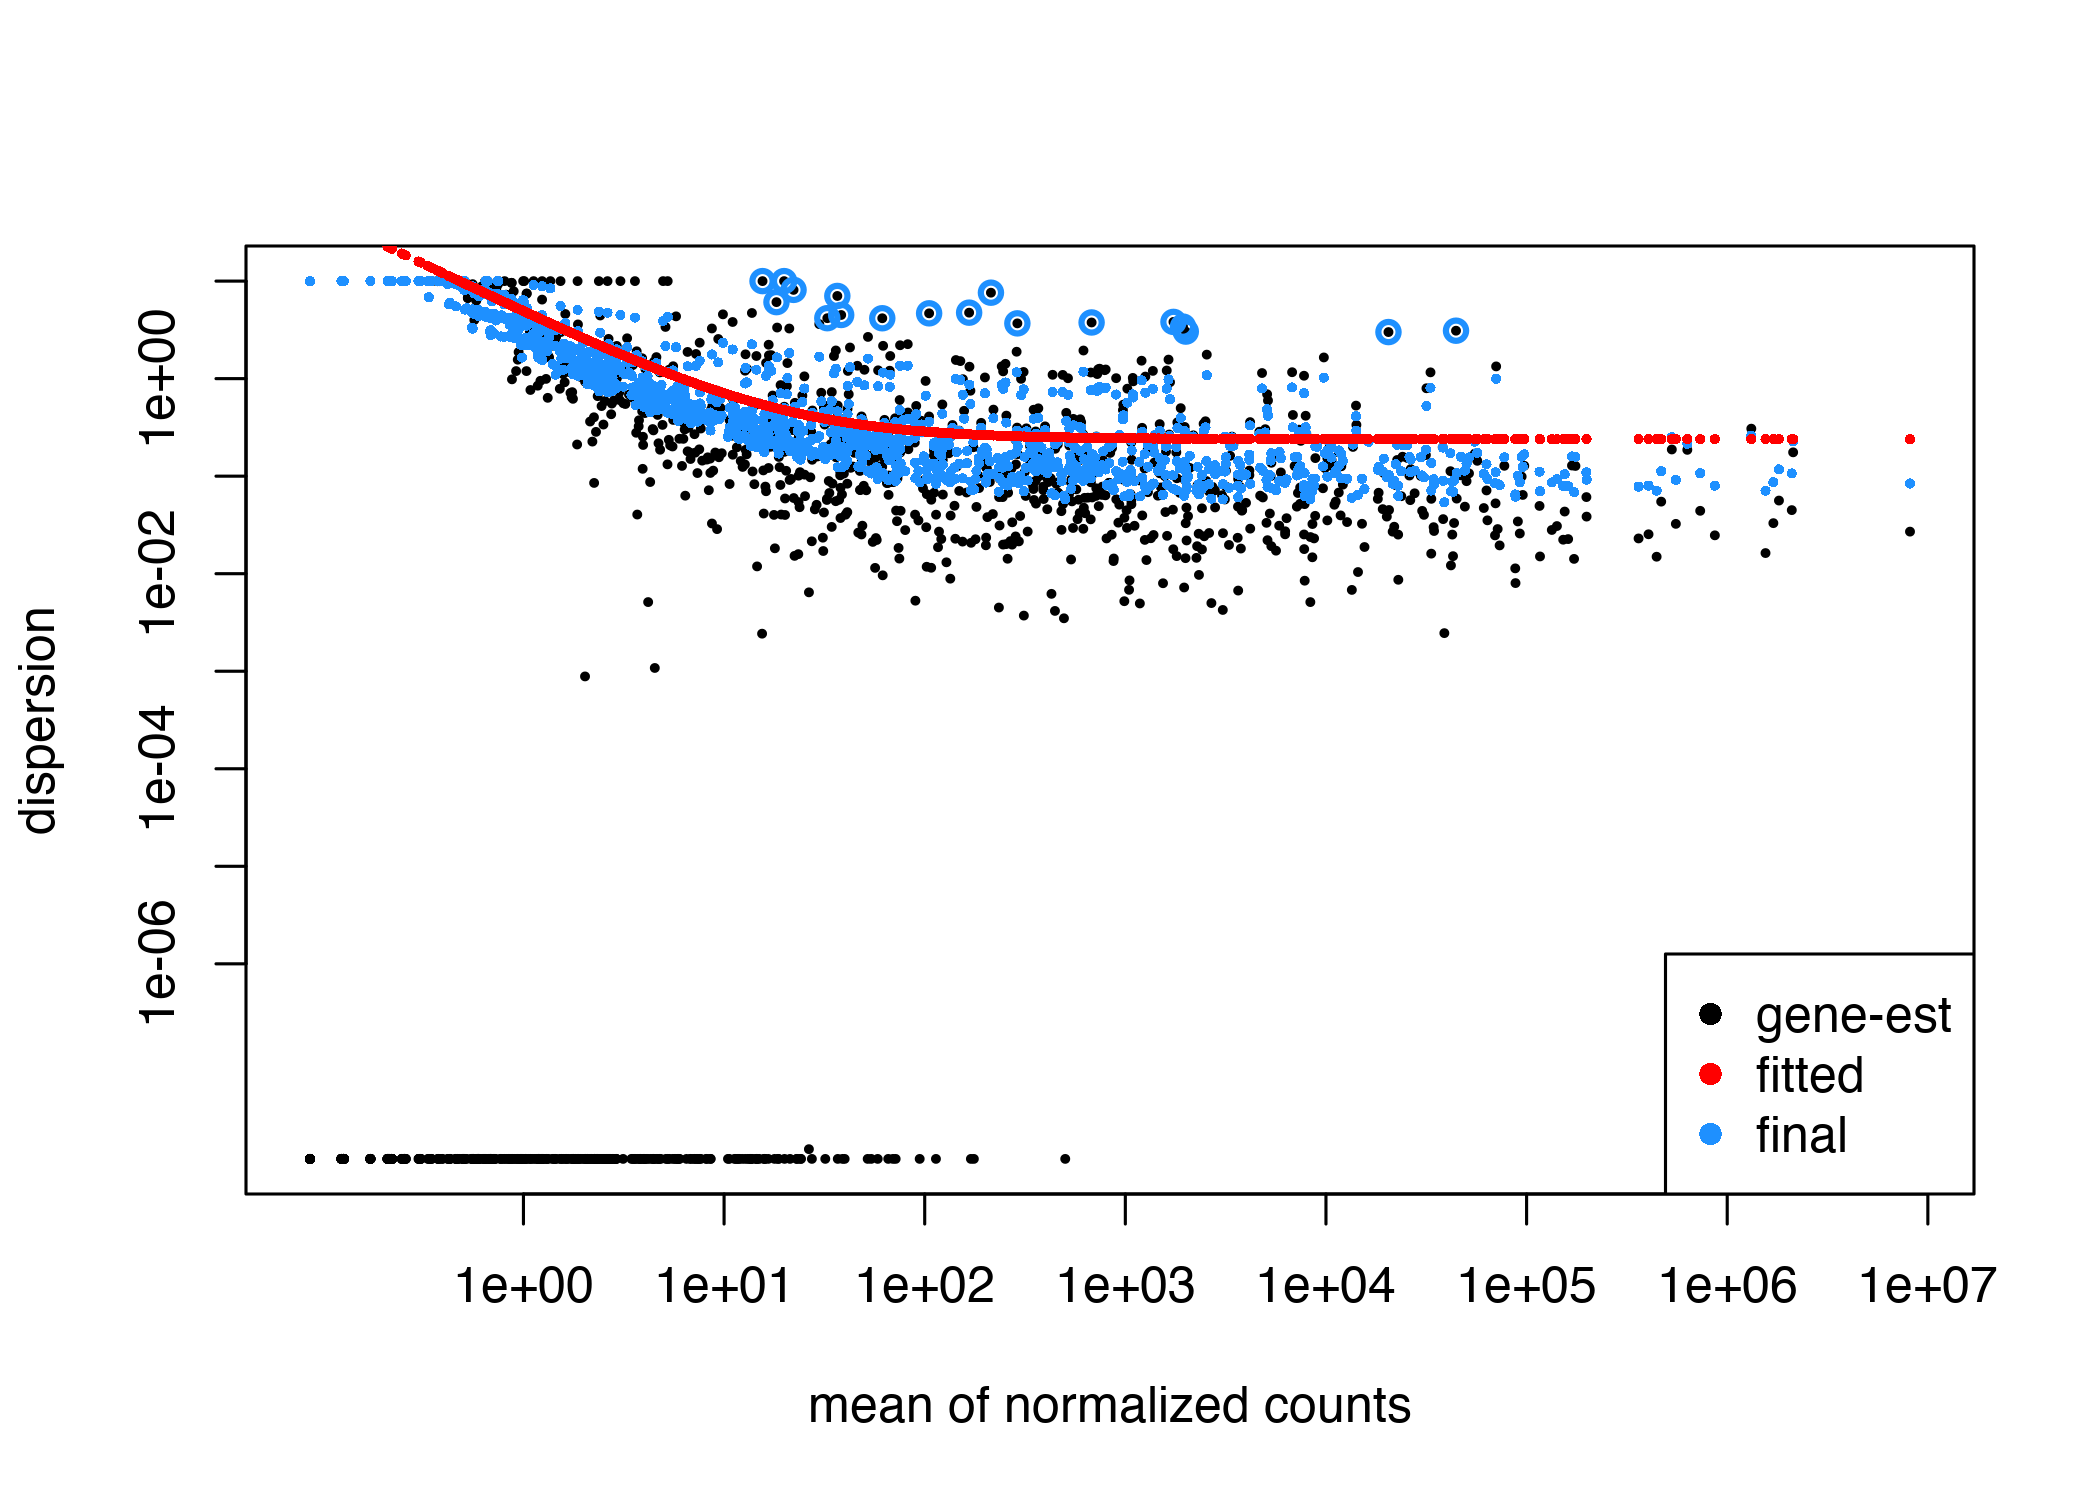 dispersion
1e+00
1e-02
1e-04
1e-06
gene-est
fitted
final
1e+00 1e+01 1e+02 1e+03 1e+04 1e+05 1e+06 1e+07
mean of normalized counts